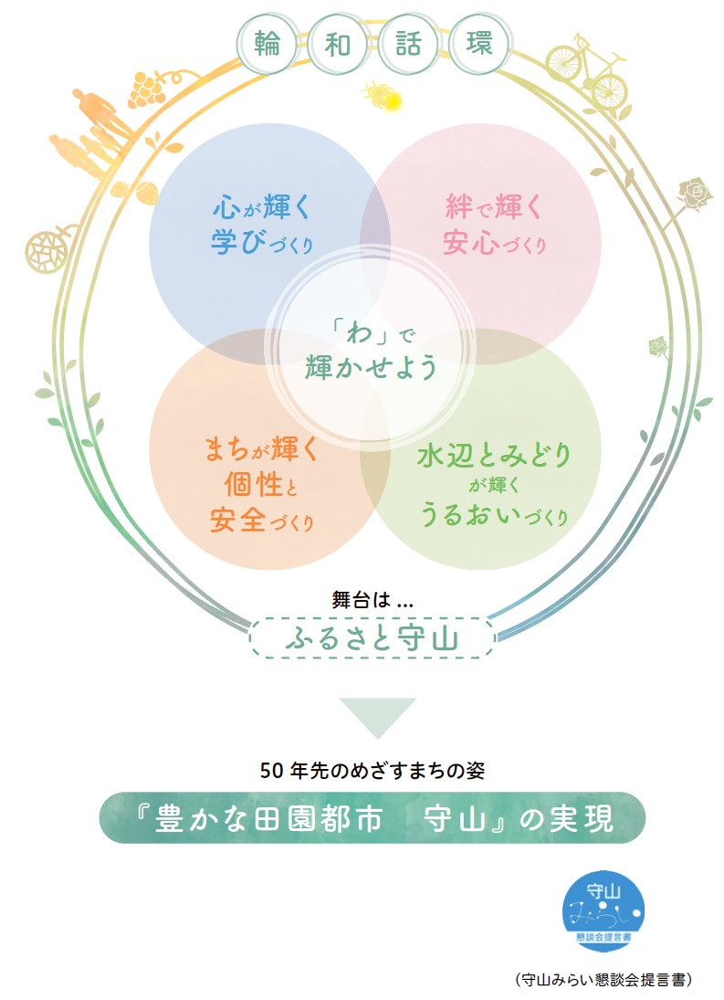 輪 和 話 環
心が輝く
学びづくり
絆で輝く
安心づくり
「わ」で
輝かせよう
まちが輝く
個性と
安全づくり
水辺とみどり
が輝く
うるおいづくり
舞台は...
ふるさと守山
50年先のめざすまちの姿
『豊かな田園都市　守山』の実現
守山
みらい
懇談会提言書
（守山みらい懇談会提言書）